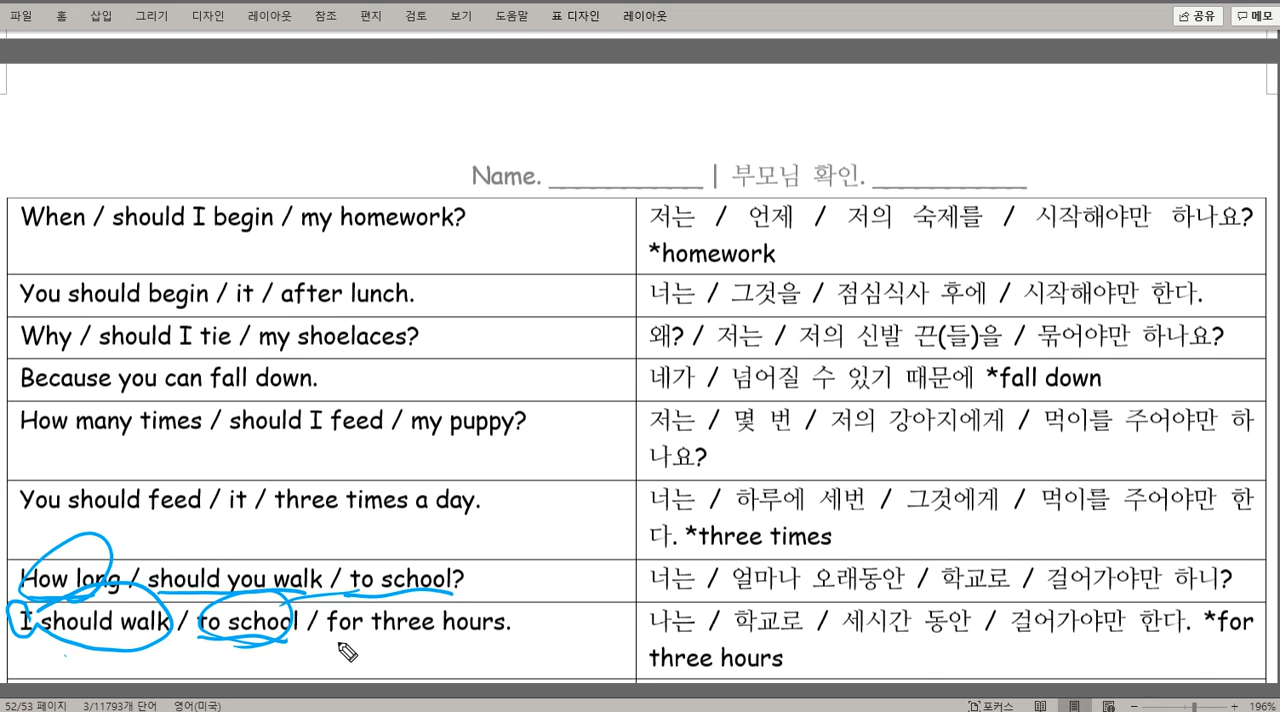 파일 홈 삽입 그리기 디자인 레이아웃 참조 편지 검토 보기 도움말 표 디자인 레이아웃 공유 메모
Name. ____________ | 부모님 확인. ____________
When / should I begin / my homework?
저는 / 언제 / 저의 숙제를 / 시작해야만 하나요?
*homework
You should begin / it / after lunch.
너는 / 그것을 / 점심식사 후에 / 시작해야만 한다.
Why / should I tie / my shoelaces?
왜? / 저는 / 저의 신발 끈(들)을 / 묶어야만 하나요?
Because you can fall down.
네가 / 넘어질 수 있기 때문에 *fall down
How many times / should I feed / my puppy?
저는 / 몇 번 / 저의 강아지에게 / 먹이를 주어야만 하
나요?
You should feed / it / three times a day.
너는 / 하루에 세번 / 그것에게 / 먹이를 주어야만 한
다. *three times
How long / should you walk / to school?
너는 / 얼마나 오래동안 / 학교로 / 걸어가야만 하니?
I should walk / to school / for three hours.
나는 / 학교로 / 세시간 동안 / 걸어가야만 한다. *for
three hours
52/53 페이지 3/11793개 단어 영어(미국) 포커스 196%